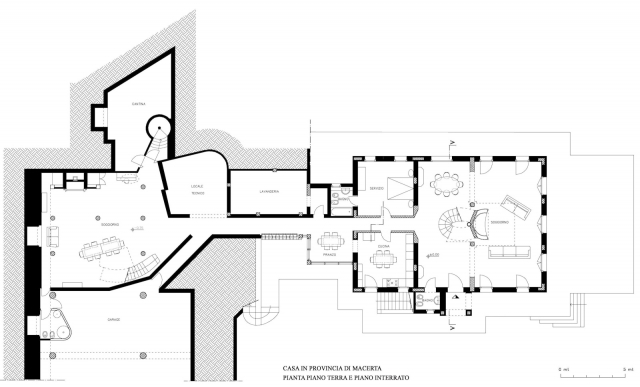 CANTINA
LOCALE
TECNICO
LAVANDERIA
SERVIZIO
SOGGIORNO
SOGGIORNO
PRANZO
CUCINA
GARAGE
CASA IN PROVINCIA DI MACERTA
PIANTA PIANO TERRA E PIANO INTERRATO
0 mt
5 mt